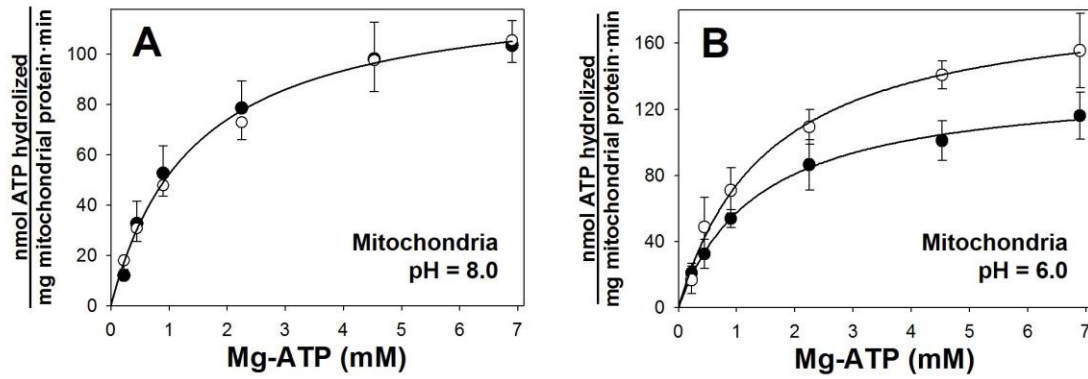 A
nmol ATP hydrolized
mg mitochondrial protein·min
100
80
60
40
20
0
Mitochondria
pH = 8.0
0 1 2 3 4 5 6 7
Mg-ATP (mM)
B
nmol ATP hydrolized
mg mitochondrial protein·min
160
120
80
40
0
Mitochondria
pH = 6.0
0 1 2 3 4 5 6 7
Mg-ATP (mM)